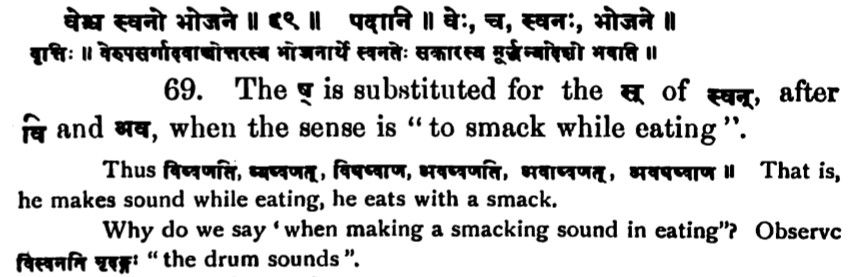 वेश्च स्वनो भोजने ॥ ६९ ॥ पदानि ॥ वेः, च, स्वनः, भोजने ॥
वृत्तिः ॥ वेरुपसर्गादवाच्चोत्तरस्य भोजनार्थे स्वनतेः सकारस्य मूर्द्धन्यादेशो भवति ॥
69. The ष् is substituted for the स् of स्वन्, after
वि and अव, when the sense is “to smack while eating”.
Thus विष्वणति, व्यष्वणत्, विषष्वाण, अवष्वणति, अवाष्वणत्, अवषष्वाण ॥ That is,
he makes sound while eating, he eats with a smack.
Why do we say ‘when making a smacking sound in eating”? Observe
विस्वनति मृदङ्गः “the drum sounds”.